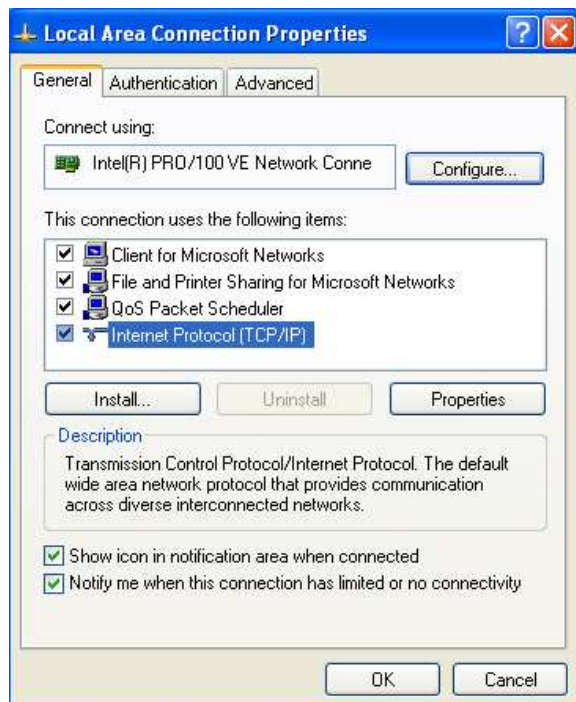 Local Area Connection Properties
General Authentication Advanced
Connect using:
Intel(R) PRO/100 VE Network Conne
Configure...
This connection uses the following items:
Client for Microsoft Networks
File and Printer Sharing for Microsoft Networks
QoS Packet Scheduler
Internet Protocol (TCP/IP)
Install... Uninstall Properties
Description
Transmission Control Protocol/Internet Protocol. The default
wide area network protocol that provides communication
across diverse interconnected networks.
Show icon in notification area when connected
Notify me when this connection has limited or no connectivity
OK Cancel